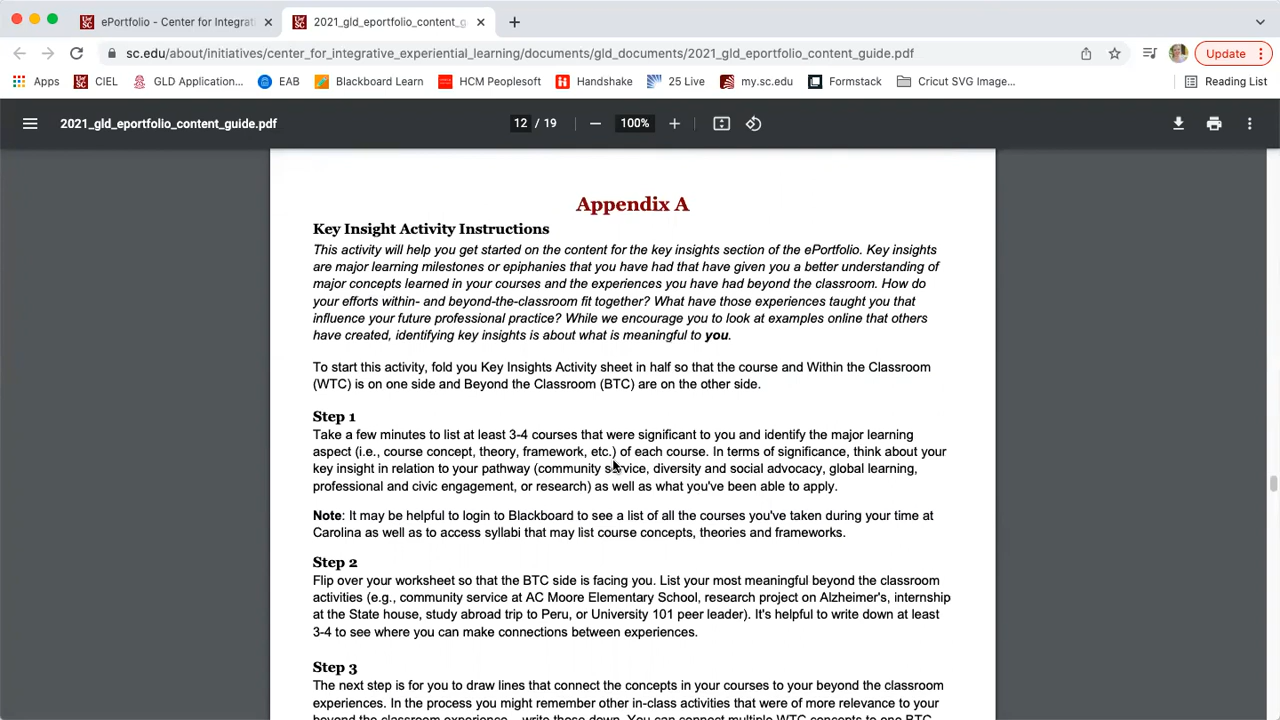 ePortfolio - Center for Integrati
2021_gld_eportfolio_content_g
sc.edu/about/initiatives/center_for_integrative_experiential_learning/documents/gld_documents/2021_gld_eportfolio_content_guide.pdf
Update
Apps
CIEL
GLD Application...
EAB
Blackboard Learn
HCM Peoplesoft
Handshake
25 Live
my.sc.edu
Formstack
Cricut SVG Image...
Reading List
2021_gld_eportfolio_content_guide.pdf
12 / 19
100%
Appendix A
Key Insight Activity Instructions
This activity will help you get started on the content for the key insights section of the ePortfolio. Key insights
are major learning milestones or epiphanies that you have had that have given you a better understanding of
major concepts learned in your courses and the experiences you have had beyond the classroom. How do
your efforts within- and beyond-the-classroom fit together? What have those experiences taught you that
influence your future professional practice? While we encourage you to look at examples online that others
have created, identifying key insights is about what is meaningful to you.
To start this activity, fold you Key Insights Activity sheet in half so that the course and Within the Classroom
(WTC) is on one side and Beyond the Classroom (BTC) are on the other side.
Step 1
Take a few minutes to list at least 3-4 courses that were significant to you and identify the major learning
aspect (i.e., course concept, theory, framework, etc.) of each course. In terms of significance, think about your
key insight in relation to your pathway (community service, diversity and social advocacy, global learning,
professional and civic engagement, or research) as well as what you've been able to apply.
Note: It may be helpful to login to Blackboard to see a list of all the courses you've taken during your time at
Carolina as well as to access syllabi that may list course concepts, theories and frameworks.
Step 2
Flip over your worksheet so that the BTC side is facing you. List your most meaningful beyond the classroom
activities (e.g., community service at AC Moore Elementary School, research project on Alzheimer's, internship
at the State house, study abroad trip to Peru, or University 101 peer leader). It's helpful to write down at least
3-4 to see where you can make connections between experiences.
Step 3
The next step is for you to draw lines that connect the concepts in your courses to your beyond the classroom
experiences. In the process you might remember other in-class activities that were of more relevance to your
beyond the classroom experience – write those down. You can connect multiple WTC concepts to one BTC